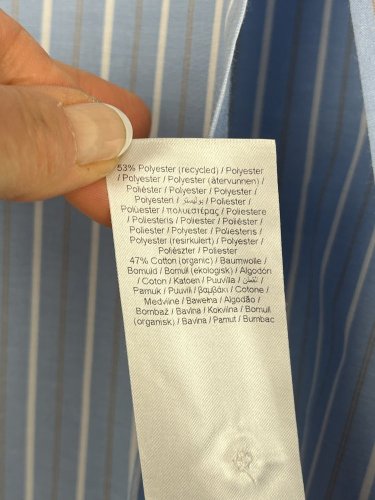 53% Polyester (recycled) / Polyester
/ Polyester / Polyester (återvunnen) /
Poliéster / Polyester / Polyester /
Polyesteri / بوليستر / Poliester /
Polüester / πολυεστέρας / Poliestere
/ Poliesteris / Poliester / Poliéster /
Poliester / Polyester / Poliesteris /
Polyester (resirkulert) / Polyester /
Poliészter / Poliester
47% Cotton (organic) / Baumwolle /
Bomuld / Bomull (ekologisk) / Algodón
/ Coton / Katoen / Puuvilla / قطن /
Pamuk / Puuvill / βαμβάκι / Cotone /
Medvilnė / Bawełna / Algodão /
Bombaž / Bavlna / Kokvilna / Bomull
(organisk) / Bavlna / Pamut / Bumbac